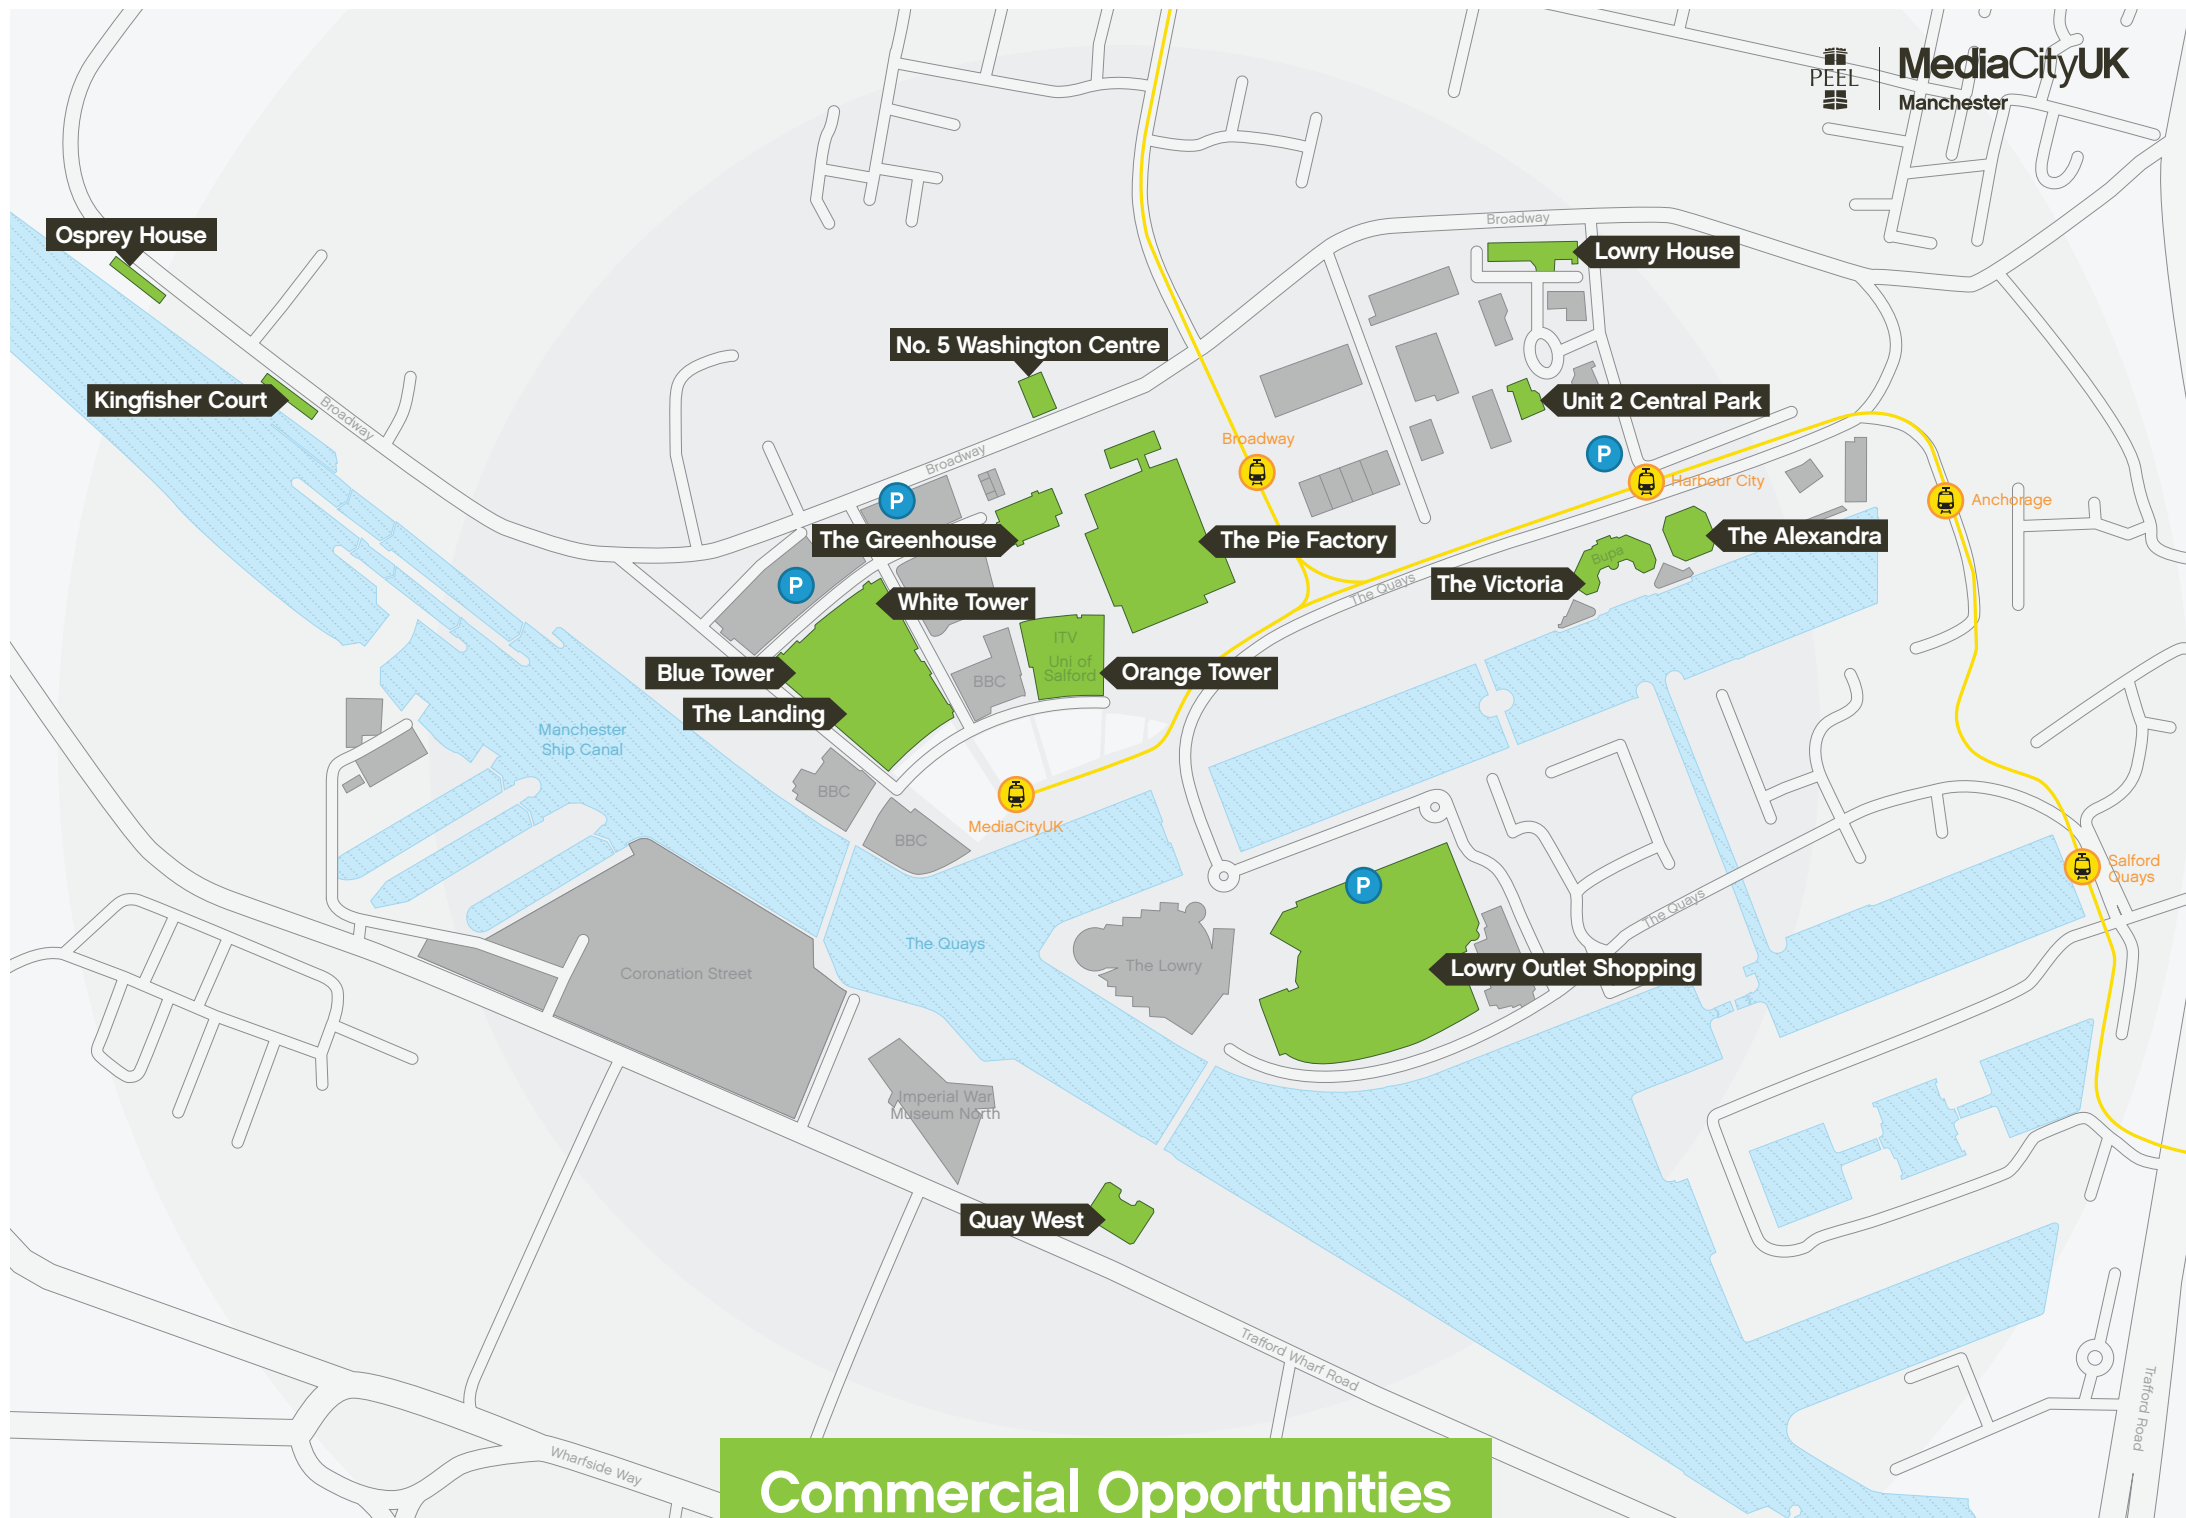 PEEL
MediaCityUK
Manchester
Osprey House
Broadway
Lowry House
No. 5 Washington Centre
Kingfisher Court
Broadway
Unit 2 Central Park
Broadway
Broadway
P
Harbour City
P
Anchorage
The Greenhouse
The Pie Factory
Bupa
The Alexandra
P
The Quays
The Victoria
White Tower
ITV
Uni of
Salford
Blue Tower
BBC
Orange Tower
The Landing
Manchester
Ship Canal
BBC
BBC
MediaCityUK
Salford
Quays
P
The Quays
The Quays
The Lowry
Lowry Outlet Shopping
Coronation Street
Imperial War
Museum North
Quay West
Trafford Wharf Road
Trafford Road
Wharfside Way
Commercial Opportunities